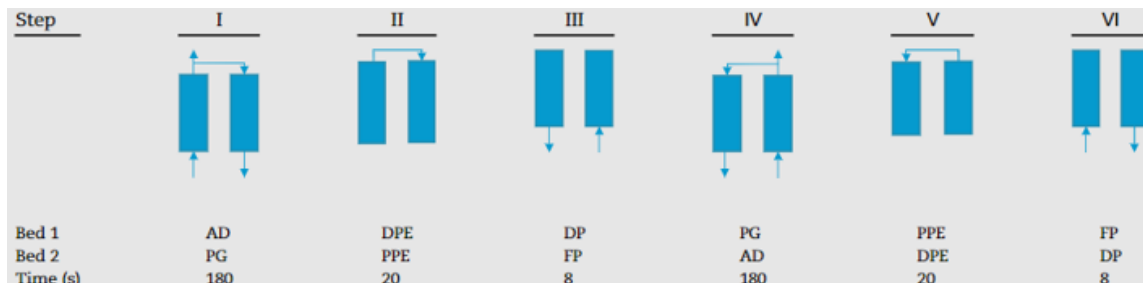 Step I II III IV V VI
Bed 1 AD DPE DP PG PPE FP
Bed 2 PG PPE FP AD DPE DP
Time (s) 180 20 8 180 20 8